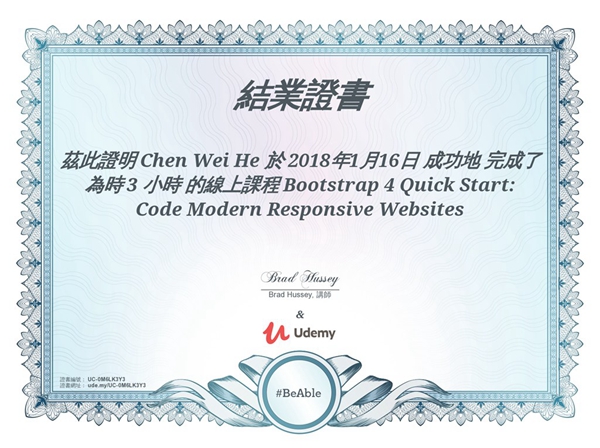 結業證書
茲此證明 Chen Wei He 於 2018年1月16日 成功地 完成了
為時 3 小時 的線上課程 Bootstrap 4 Quick Start:
Code Modern Responsive Websites
Brad Hussey
Brad Hussey, 講師
&
Udemy
證書編號： UC-0M6LK3Y3
證書網址： ude.my/UC-0M6LK3Y3
#BeAble